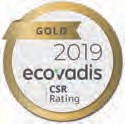 GOLD
2019
ecovadis
CSR
Rating